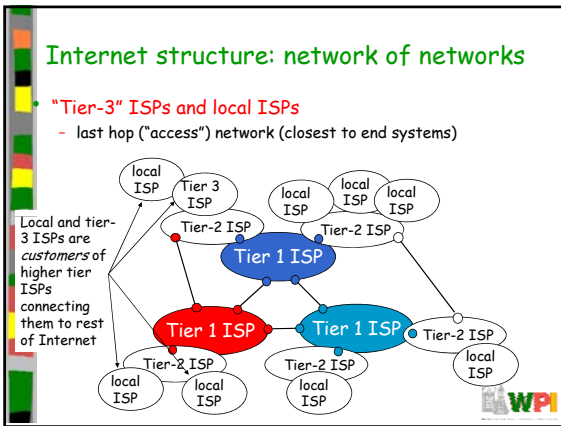 Internet structure: network of networks
• “Tier-3” ISPs and local ISPs
– last hop (“access”) network (closest to end systems)
local
ISP
Tier 3
ISP
local
ISP
local
ISP
local
ISP
Tier-2 ISP
Tier-2 ISP
Local and tier-
3 ISPs are
customers of
higher tier
ISPs
connecting
them to rest
of Internet
Tier 1 ISP
Tier 1 ISP
Tier 1 ISP
Tier-2 ISP
Tier-2 ISP
Tier-2 ISP
local
ISP
local
ISP
local
ISP
local
ISP
WPI